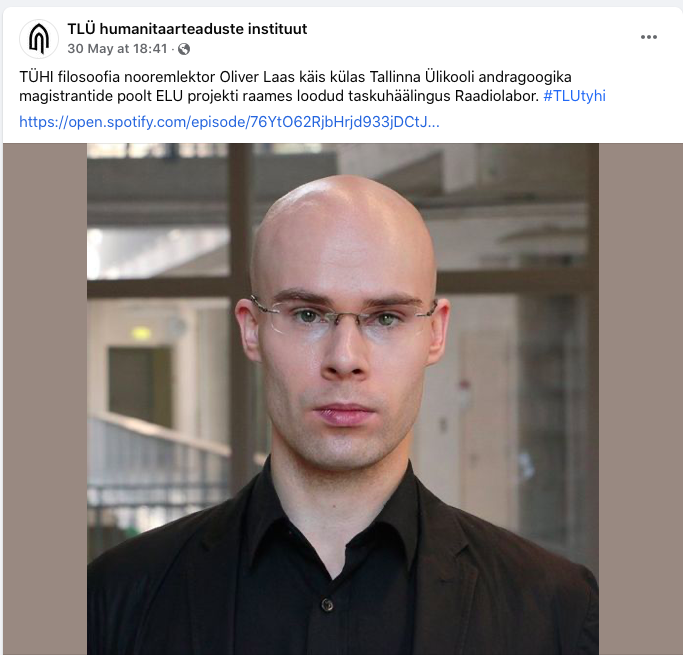 TLÜ humanitaarteaduste instituut
30 May at 18:41 ·
TÜHI filosoofia nooremlektor Oliver Laas käis külas Tallinna Ülikooli andragoogika
magistrantide poolt ELU projekti raames loodud taskuhäälingus Raadiolabor. #TLUtyhi
https://open.spotify.com/episode/76YtO62RjbHrjd933jDCtJ...